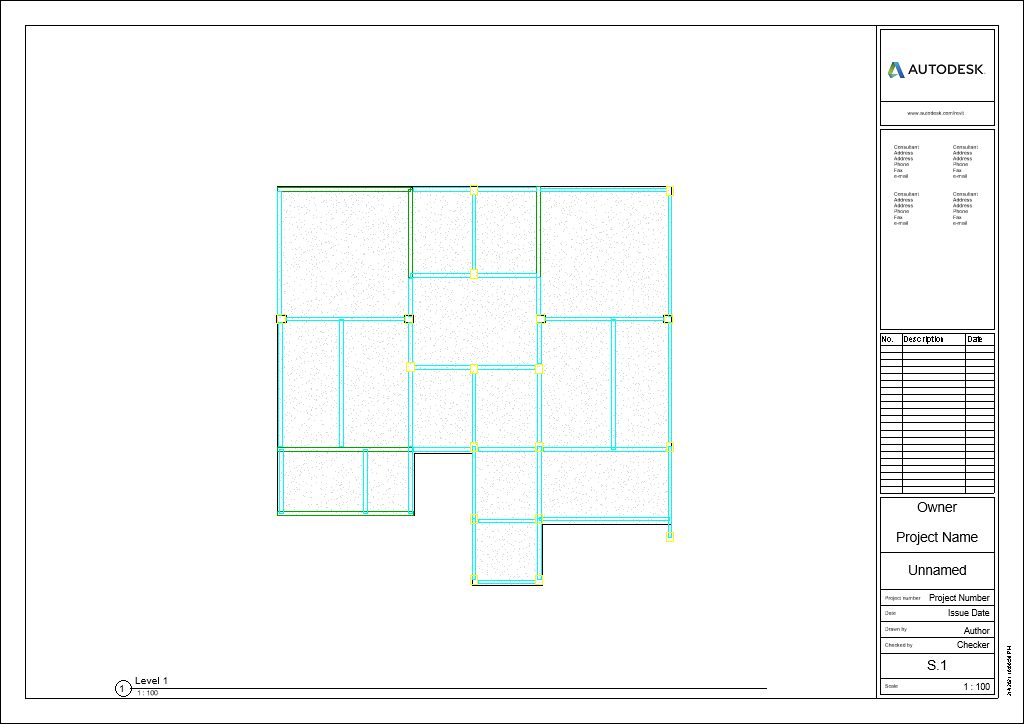 AUTODESK.
www.autodesk.com/revit
Consultant Consultant
Address Address
Address Address
Phone Phone
Fax Fax
e-mail e-mail
Consultant Consultant
Address Address
Address Address
Phone Phone
Fax Fax
e-mail e-mail
No. Description Date
Owner
Project Name
Unnamed
Project number Project Number
Date Issue Date
Drawn by Author
Checked by Checker
S.1
Scale 1 : 100
1 Level 1
1 : 100